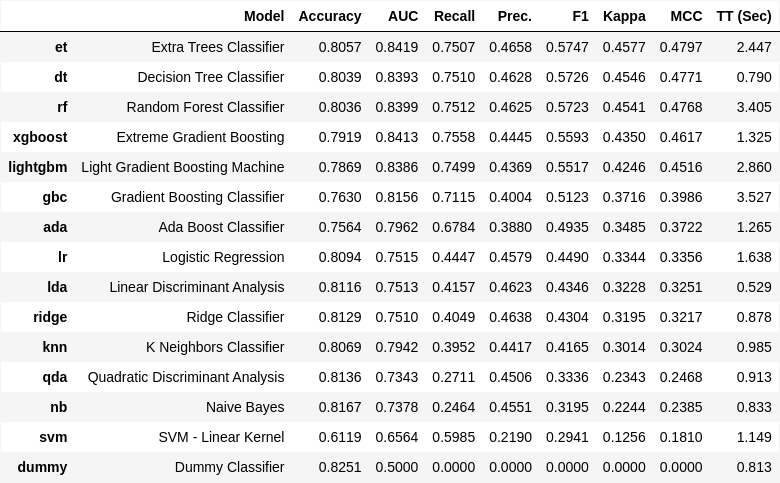 Model Accuracy AUC Recall Prec. F1 Kappa MCC TT (Sec)
et Extra Trees Classifier 0.8057 0.8419 0.7507 0.4658 0.5747 0.4577 0.4797 2.447
dt Decision Tree Classifier 0.8039 0.8393 0.7510 0.4628 0.5726 0.4546 0.4771 0.790
rf Random Forest Classifier 0.8036 0.8399 0.7512 0.4625 0.5723 0.4541 0.4768 3.405
xgboost Extreme Gradient Boosting 0.7919 0.8413 0.7558 0.4445 0.5593 0.4350 0.4617 1.325
lightgbm Light Gradient Boosting Machine 0.7869 0.8386 0.7499 0.4369 0.5517 0.4246 0.4516 2.860
gbc Gradient Boosting Classifier 0.7630 0.8156 0.7115 0.4004 0.5123 0.3716 0.3986 3.527
ada Ada Boost Classifier 0.7564 0.7962 0.6784 0.3880 0.4935 0.3485 0.3722 1.265
lr Logistic Regression 0.8094 0.7515 0.4447 0.4579 0.4490 0.3344 0.3356 1.638
lda Linear Discriminant Analysis 0.8116 0.7513 0.4157 0.4623 0.4346 0.3228 0.3251 0.529
ridge Ridge Classifier 0.8129 0.7510 0.4049 0.4638 0.4304 0.3195 0.3217 0.878
knn K Neighbors Classifier 0.8069 0.7942 0.3952 0.4417 0.4165 0.3014 0.3024 0.985
qda Quadratic Discriminant Analysis 0.8136 0.7343 0.2711 0.4506 0.3336 0.2343 0.2468 0.913
nb Naive Bayes 0.8167 0.7378 0.2464 0.4551 0.3195 0.2244 0.2385 0.833
svm SVM - Linear Kernel 0.6119 0.6564 0.5985 0.2190 0.2941 0.1256 0.1810 1.149
dummy Dummy Classifier 0.8251 0.5000 0.0000 0.0000 0.0000 0.0000 0.0000 0.813